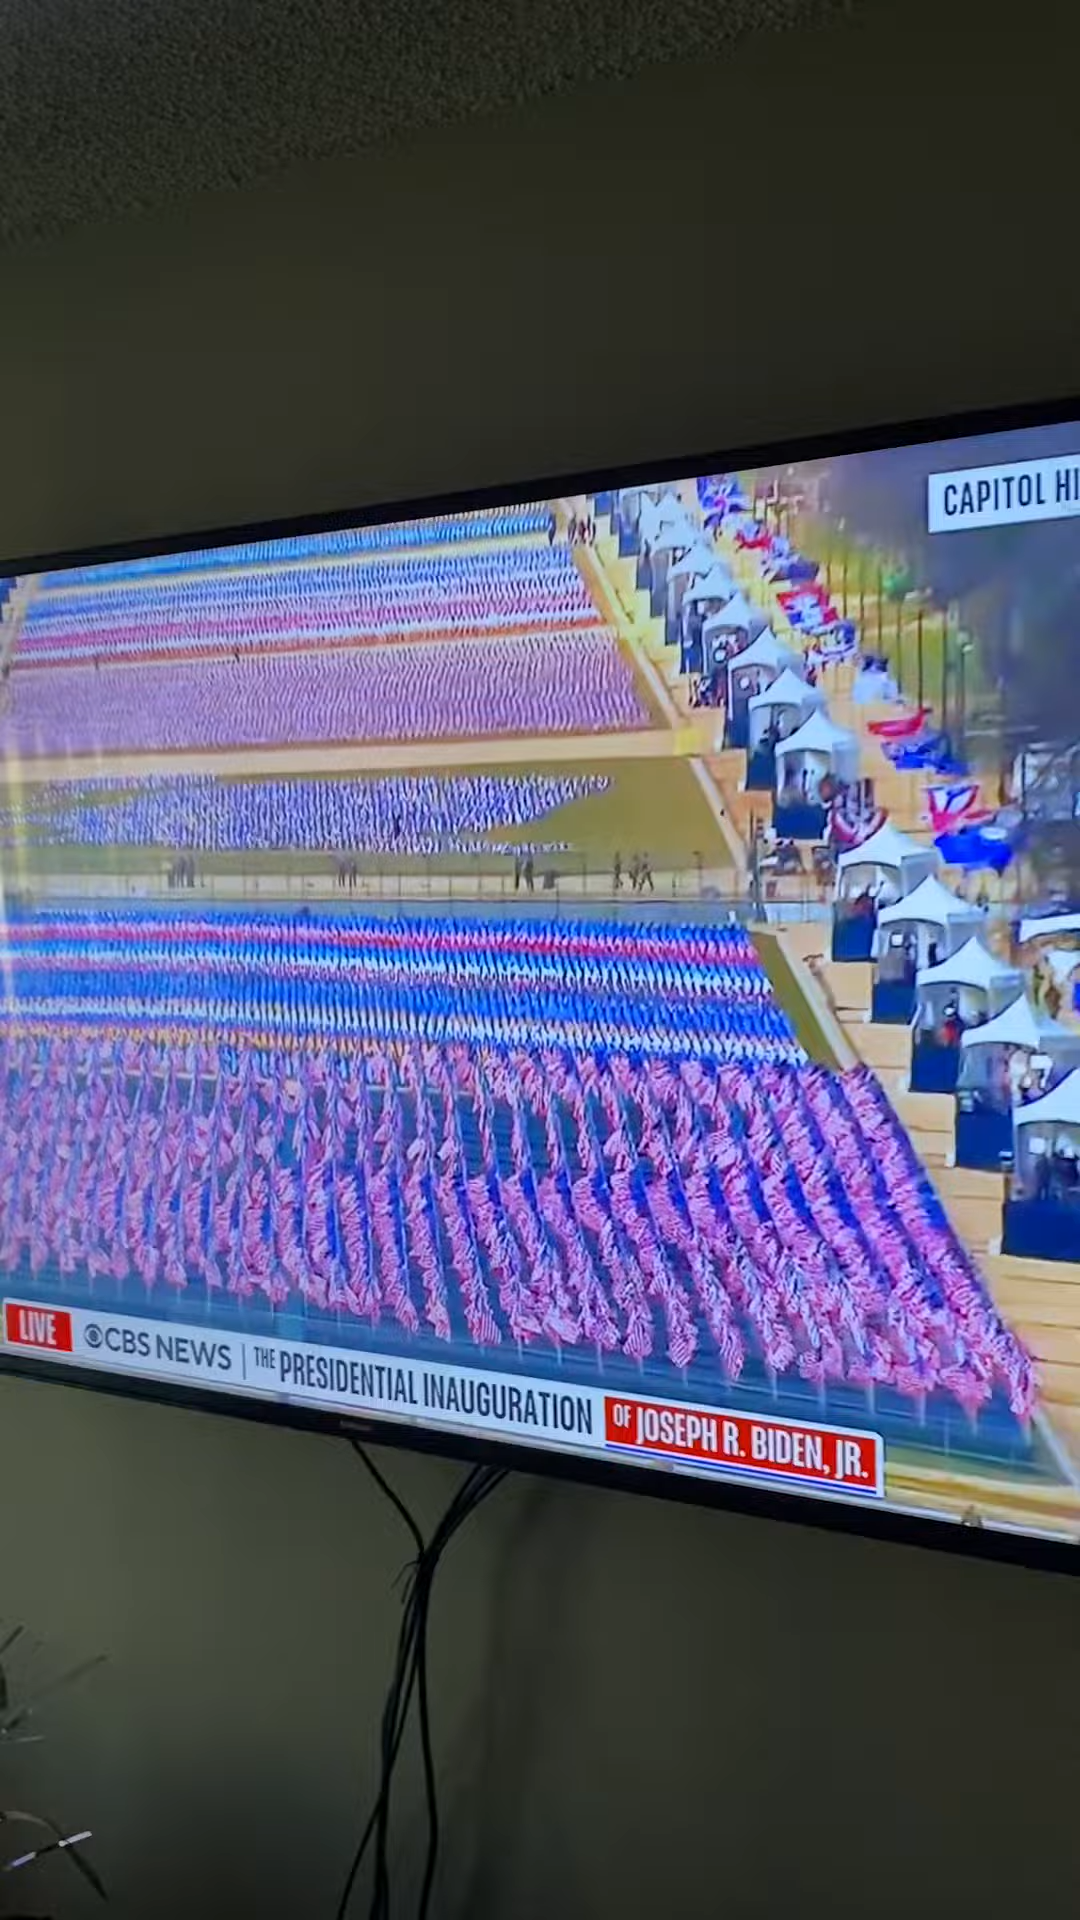 CAPITOL HI
LIVE CBS NEWS THE PRESIDENTIAL INAUGURATION OF JOSEPH R. BIDEN, JR.